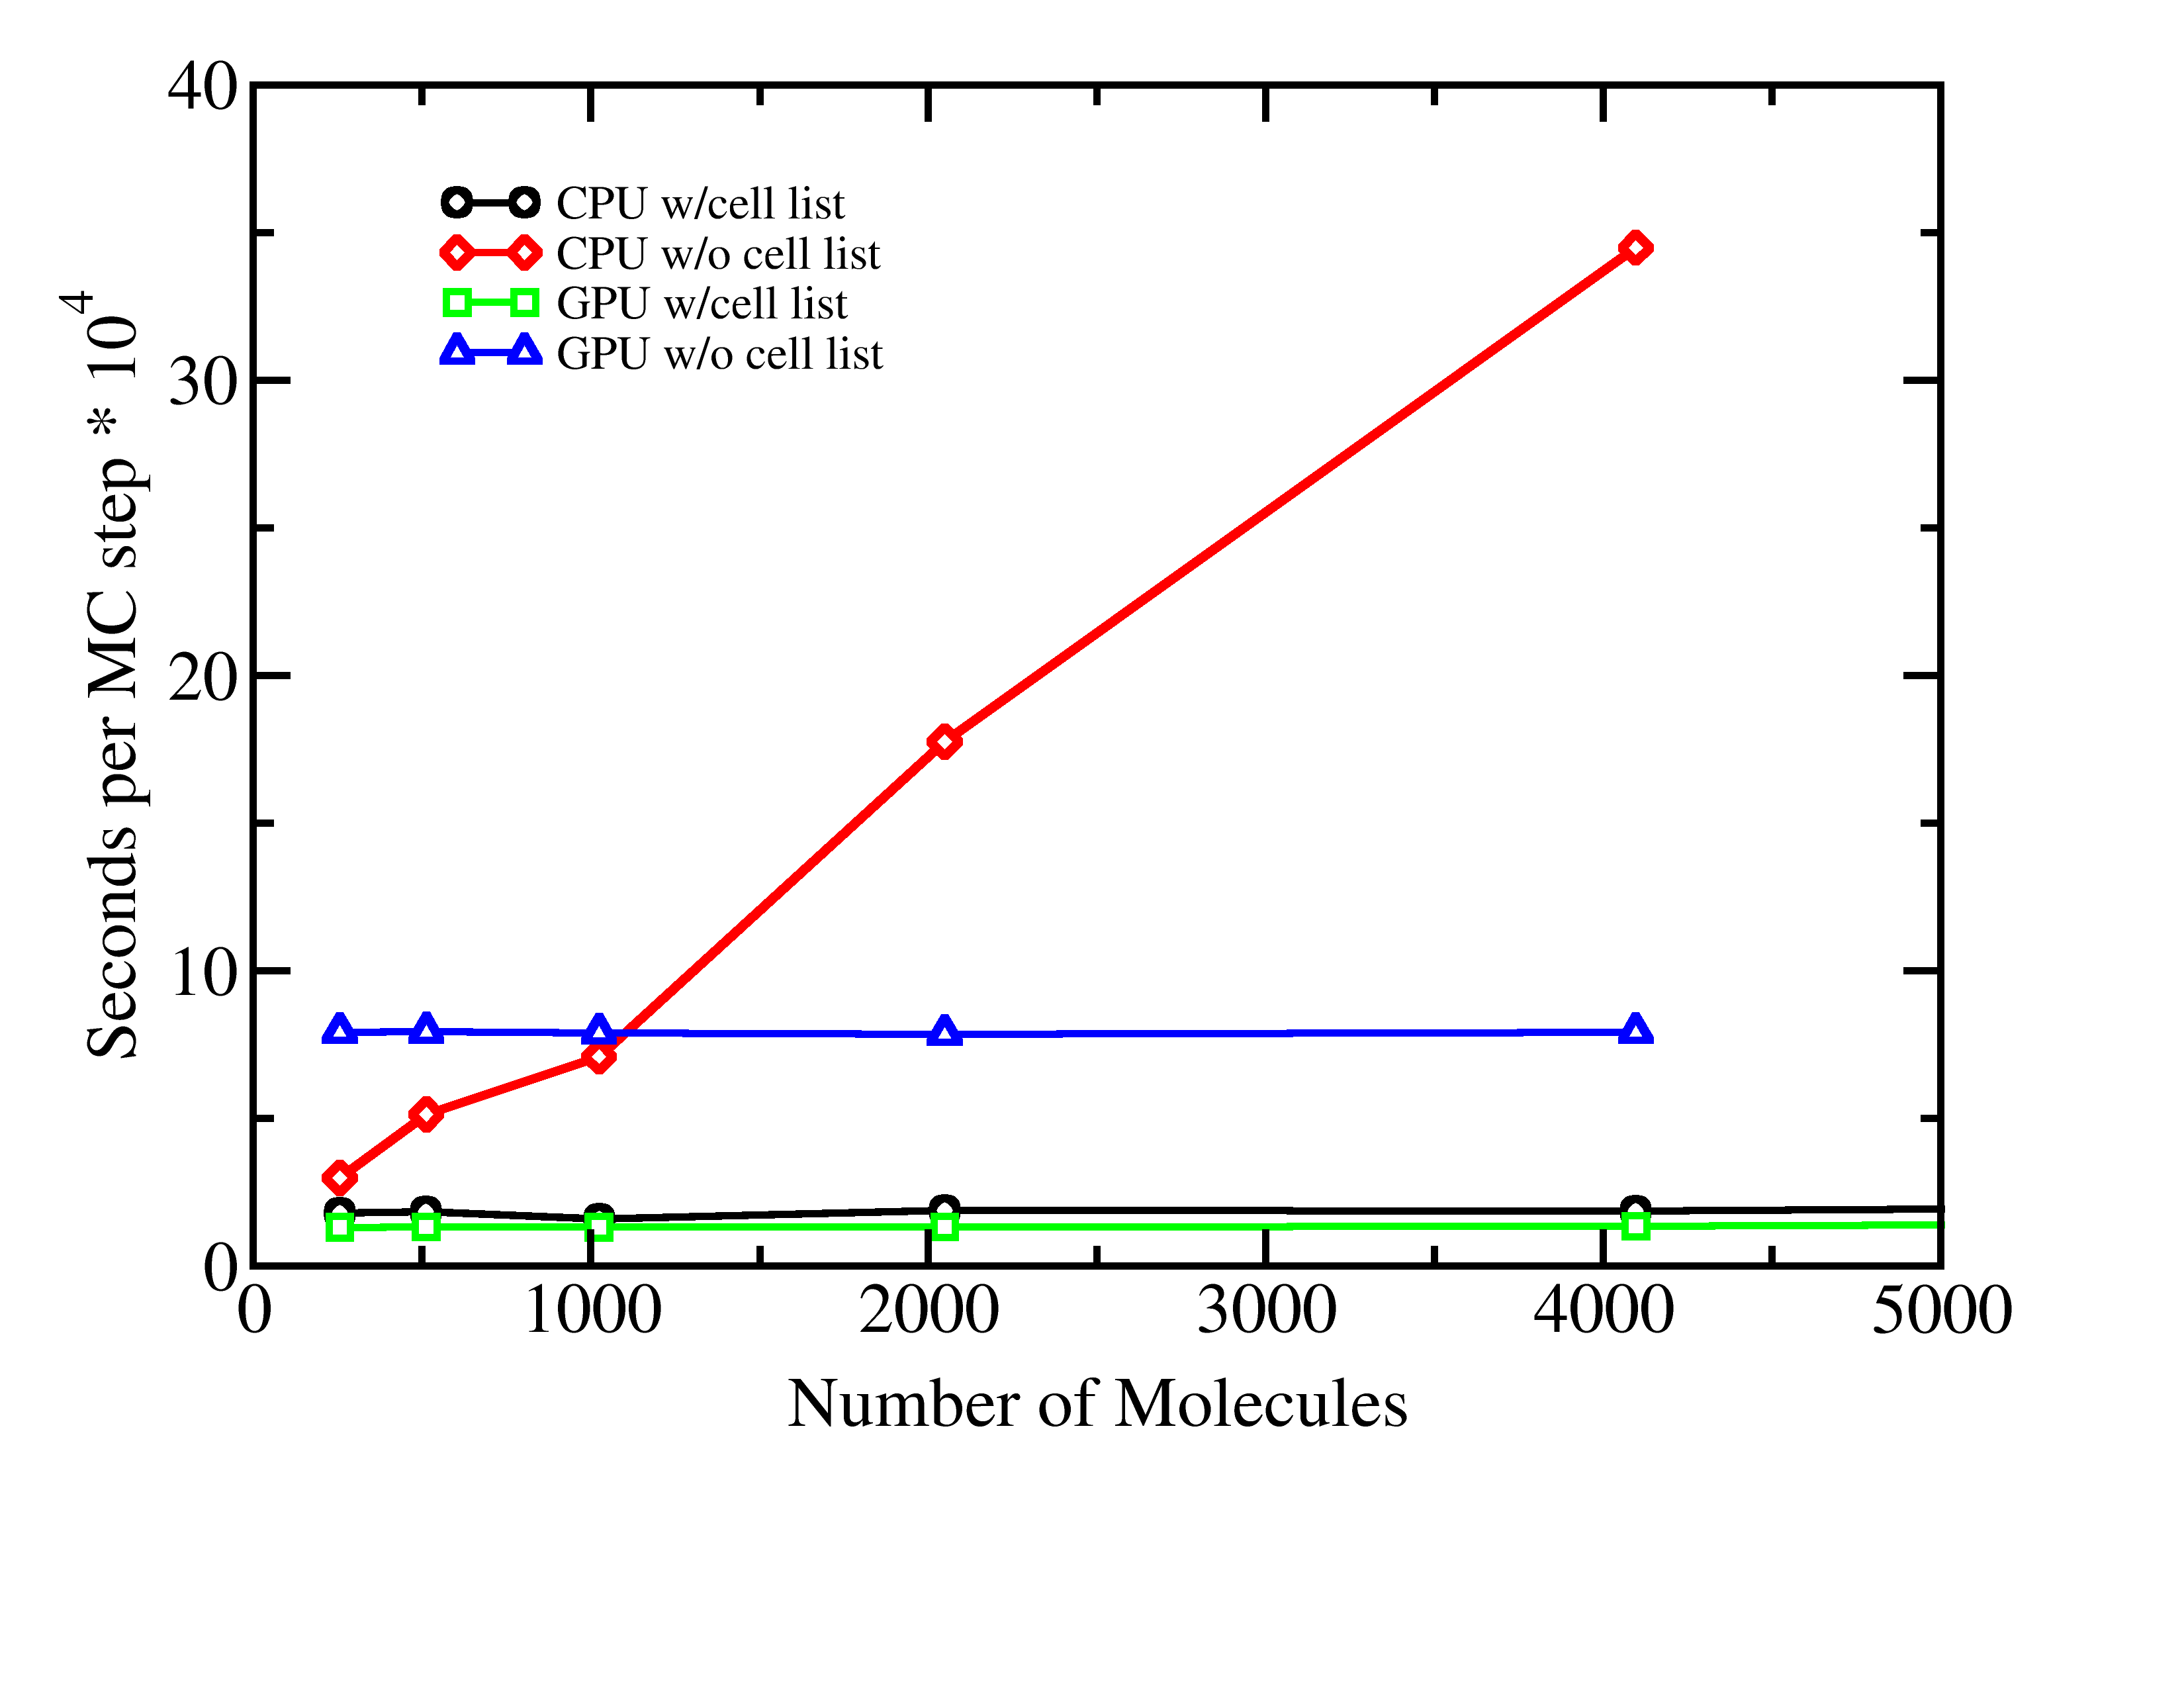 40
30
20
10
0
Seconds per MC step * 10^4
CPU w/cell list
CPU w/o cell list
GPU w/cell list
GPU w/o cell list
0 1000 2000 3000 4000 5000
Number of Molecules